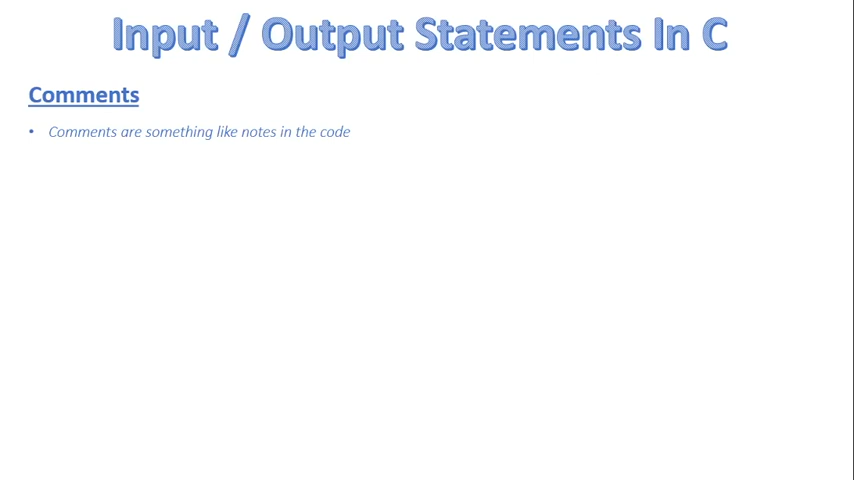 Input / Output Statements In C
Comments
• Comments are something like notes in the code